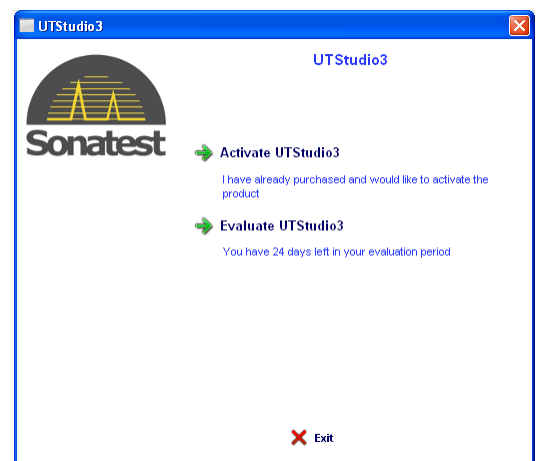 UTStudio3
UTStudio3
Sonatest
Activate UTStudio3
I have already purchased and would like to activate the
product
Evaluate UTStudio3
You have 24 days left in your evaluation period
Exit